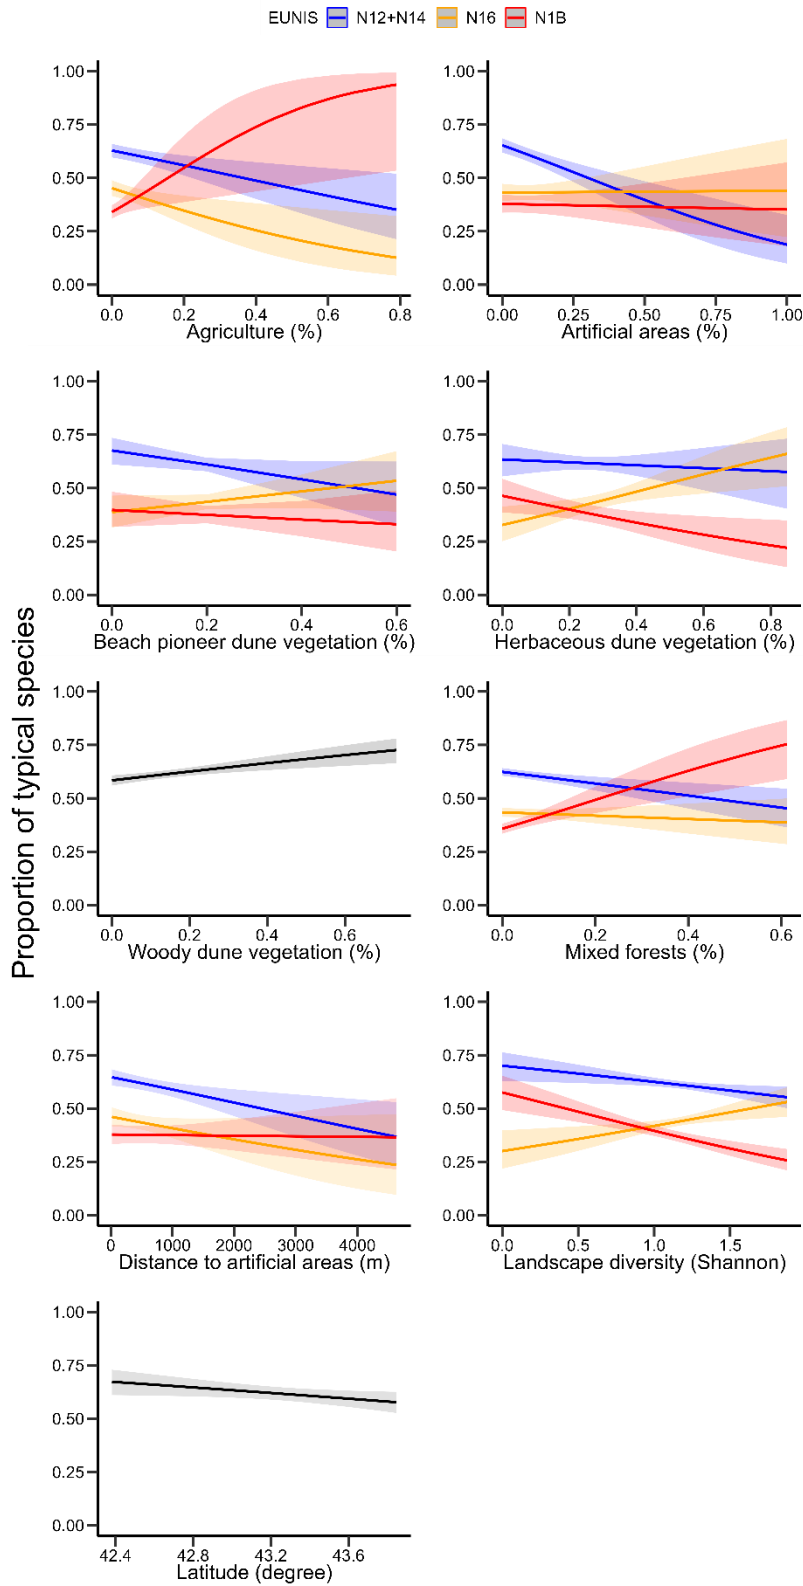 EUNIS N12+N14 N16 N1B
Proportion of typical species
1.00
0.75
0.50
0.25
0.00
0.0 0.2 0.4 0.6 0.8
Agriculture (%)
1.00
0.75
0.50
0.25
0.00
0.00 0.25 0.50 0.75 1.00
Artificial areas (%)
1.00
0.75
0.50
0.25
0.00
0.0 0.2 0.4 0.6
Beach pioneer dune vegetation (%)
1.00
0.75
0.50
0.25
0.00
0.0 0.2 0.4 0.6 0.8
Herbaceous dune vegetation (%)
1.00
0.75
0.50
0.25
0.00
0.0 0.2 0.4 0.6
Woody dune vegetation (%)
1.00
0.75
0.50
0.25
0.00
0.0 0.2 0.4 0.6
Mixed forests (%)
1.00
0.75
0.50
0.25
0.00
0 1000 2000 3000 4000
Distance to artificial areas (m)
1.00
0.75
0.50
0.25
0.00
0.0 0.5 1.0 1.5
Landscape diversity (Shannon)
1.00
0.75
0.50
0.25
0.00
42.4 42.8 43.2 43.6
Latitude (degree)